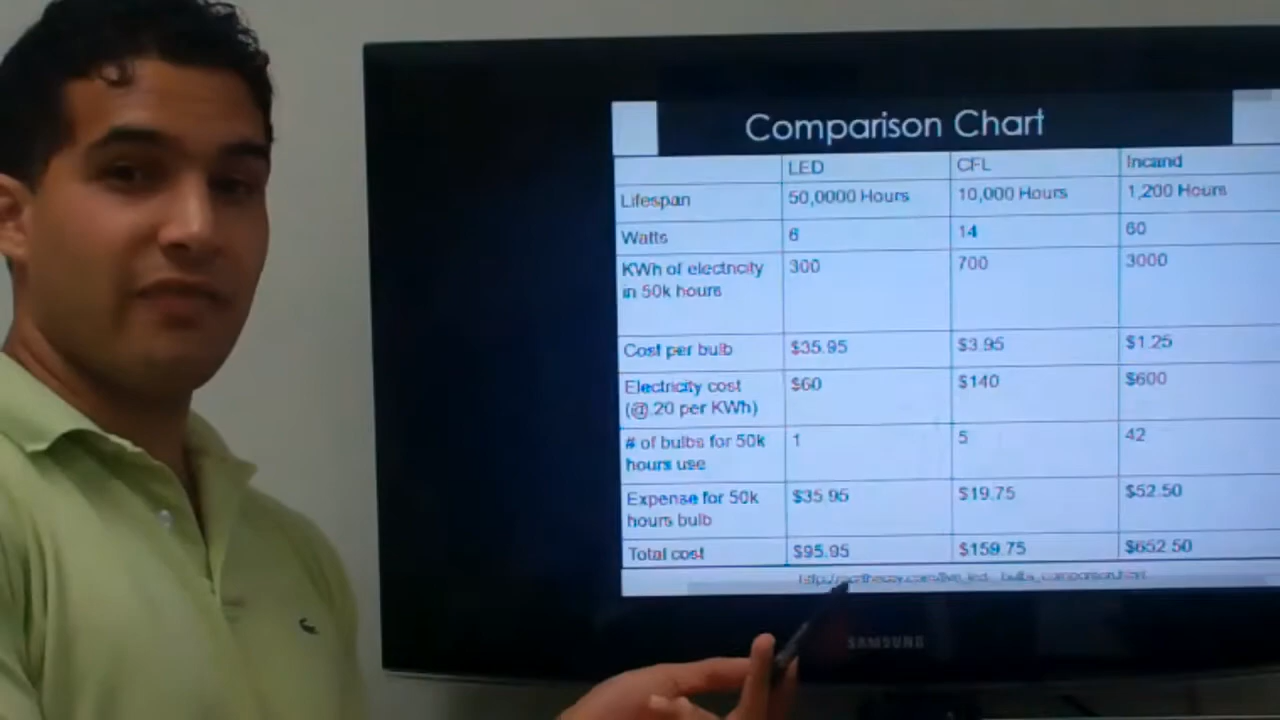 Comparison Chart
LED CFL Incand
Lifespan 50,0000 Hours 10,000 Hours 1,200 Hours
Watts 6 14 60
KWh of electricity 300 700 3000
in 50k hours
Cost per bulb $35.95 $3.95 $1.25
Electricity cost $60 $140 $600
(@.20 per KWh)
# of bulbs for 50k 1 5 42
hours use
Expense for 50k $35.95 $19.75 $52.50
hours bulb
Total cost $95.95 $159.75 $652.50
SAMSUNG